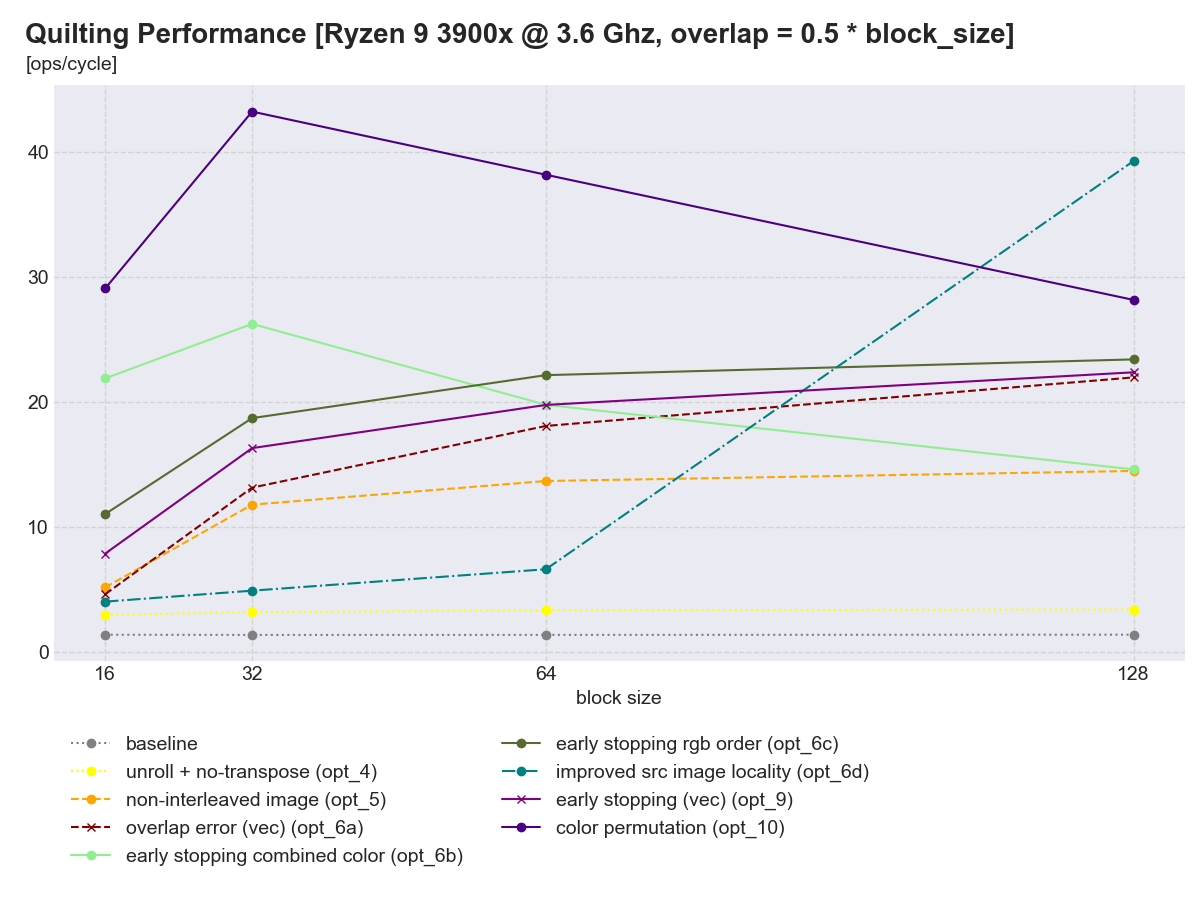 Quilting Performance [Ryzen 9 3900x @ 3.6 Ghz, overlap = 0.5 * block_size]
[ops/cycle]
40
30
20
10
0
16 32 64 128
block size
baseline
unroll + no-transpose (opt_4)
non-interleaved image (opt_5)
overlap error (vec) (opt_6a)
early stopping combined color (opt_6b)
early stopping rgb order (opt_6c)
improved src image locality (opt_6d)
early stopping (vec) (opt_9)
color permutation (opt_10)